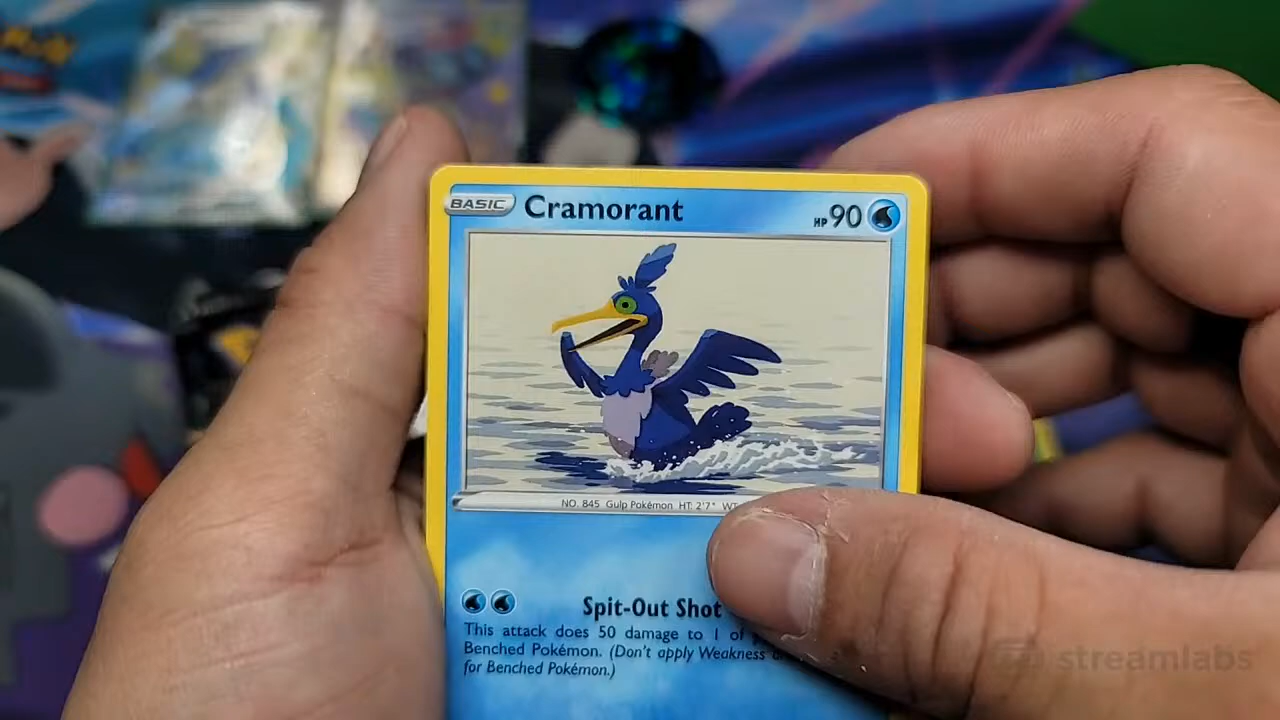 BASIC Cramorant HP 90
NO. 845 Gulp Pokémon HT: 2'7" WT
Spit-Out Shot
This attack does 50 damage to 1 of
Benched Pokémon. (Don't apply Weakness
for Benched Pokémon.)
streamlabs